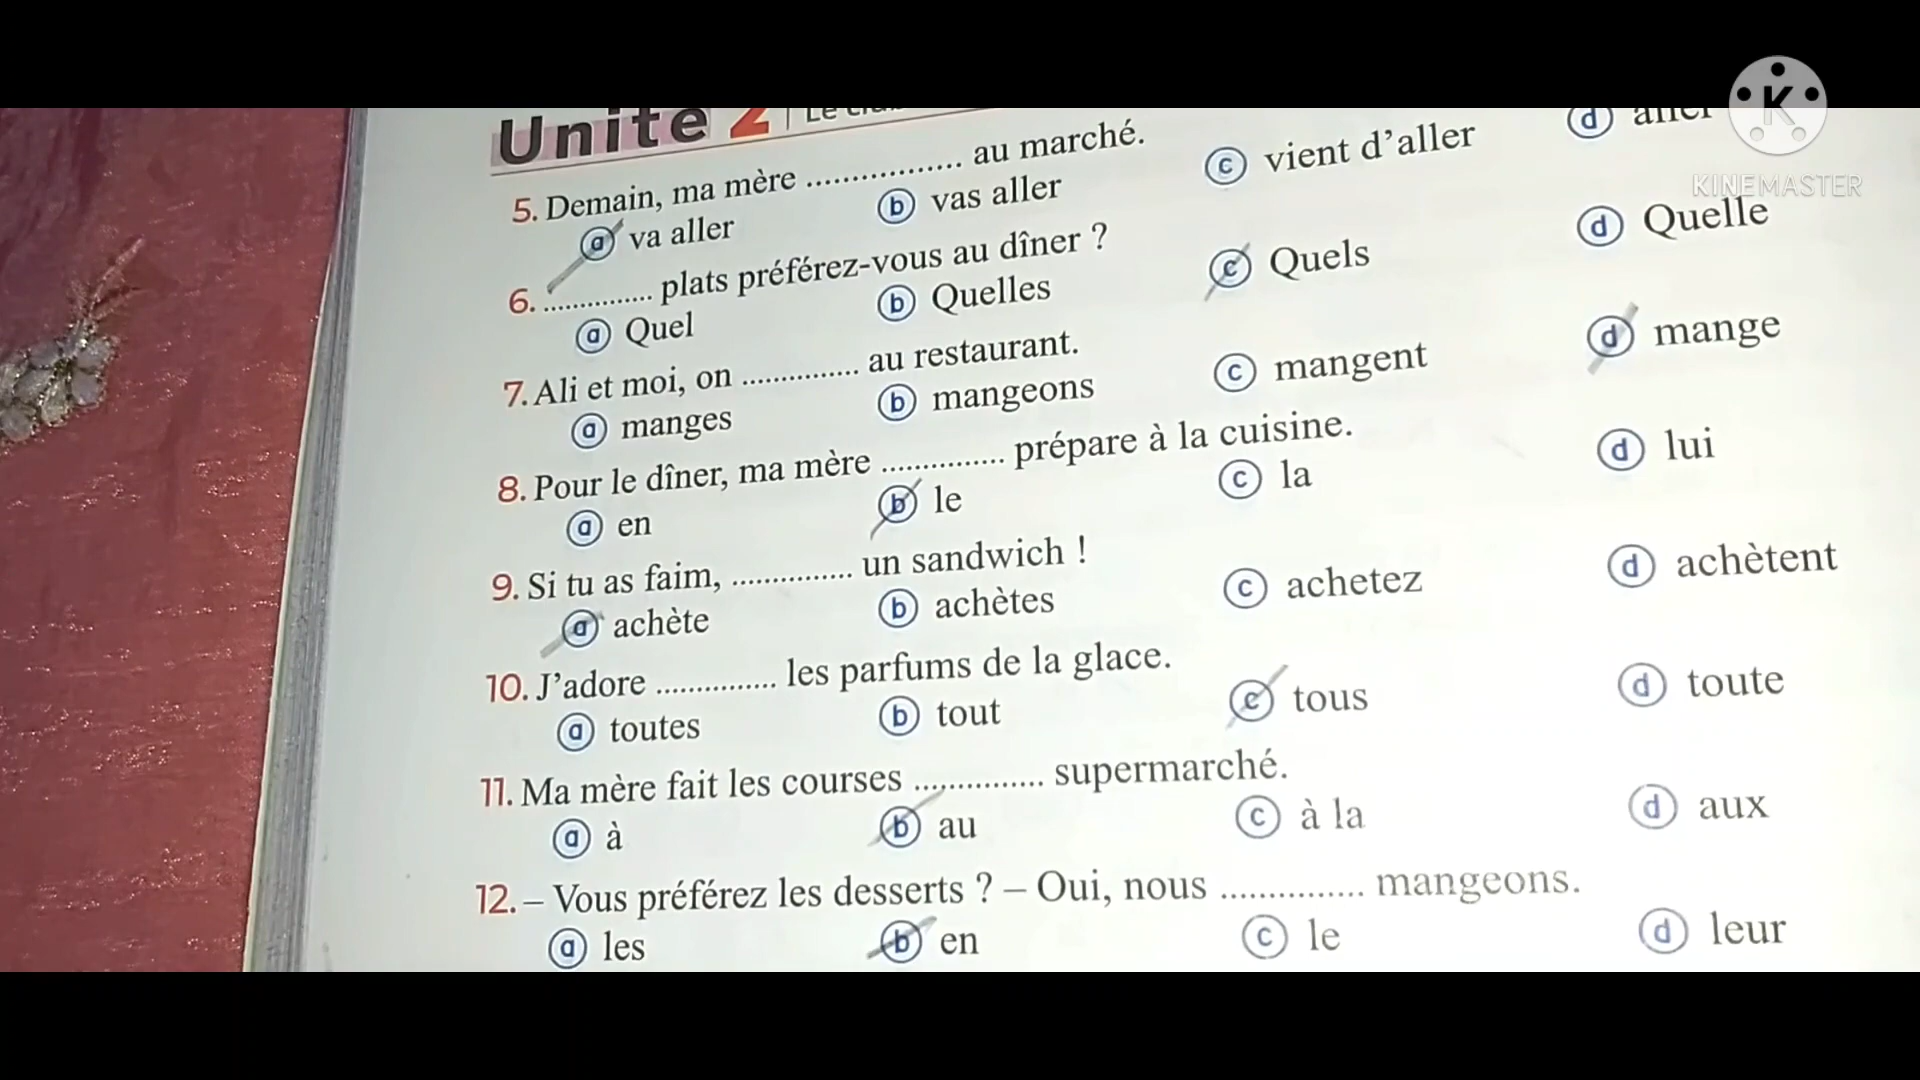 Unité 2 | Le
KINEMASTER
5. Demain, ma mère ................ au marché.
ⓐ va aller ⓑ vas aller ⓒ vient d’aller ⓓ aller
6. .............. plats préférez-vous au dîner ?
ⓐ Quel ⓑ Quelles ⓒ Quels ⓓ Quelle
7. Ali et moi, on ............... au restaurant.
ⓐ manges ⓑ mangeons ⓒ mangent ⓓ mange
8. Pour le dîner, ma mère ............... prépare à la cuisine.
ⓐ en ⓑ le ⓒ la ⓓ lui
9. Si tu as faim, ............... un sandwich !
ⓐ achète ⓑ achètes ⓒ achetez ⓓ achètent
10. J’adore ............... les parfums de la glace.
ⓐ toutes ⓑ tout ⓒ tous ⓓ toute
11. Ma mère fait les courses ................ supermarché.
ⓐ à ⓑ au ⓒ à la ⓓ aux
12. – Vous préférez les desserts ? – Oui, nous ................ mangeons.
ⓐ les ⓑ en ⓒ le ⓓ leur